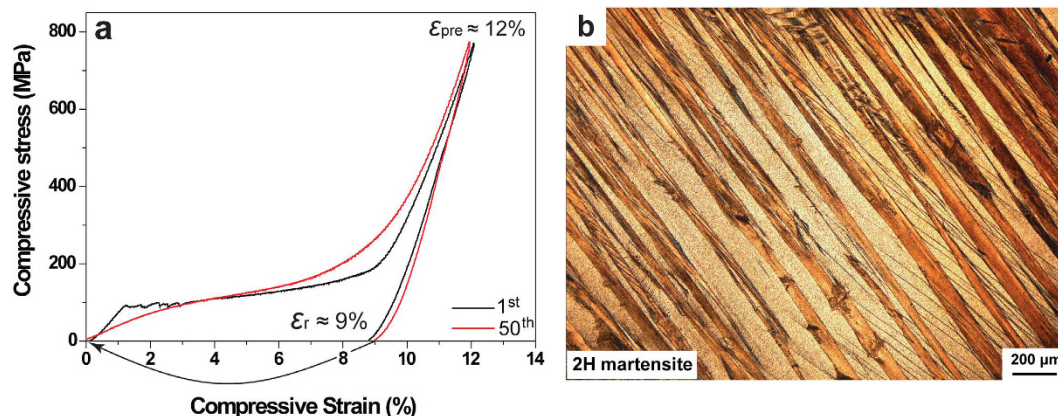 a
800
600
400
200
0
Compressive stress (MPa)
εpre ≈ 12%
εr ≈ 9%
1st
50th
0 2 4 6 8 10 12 14
Compressive Strain (%)
b
2H martensite
200 μm